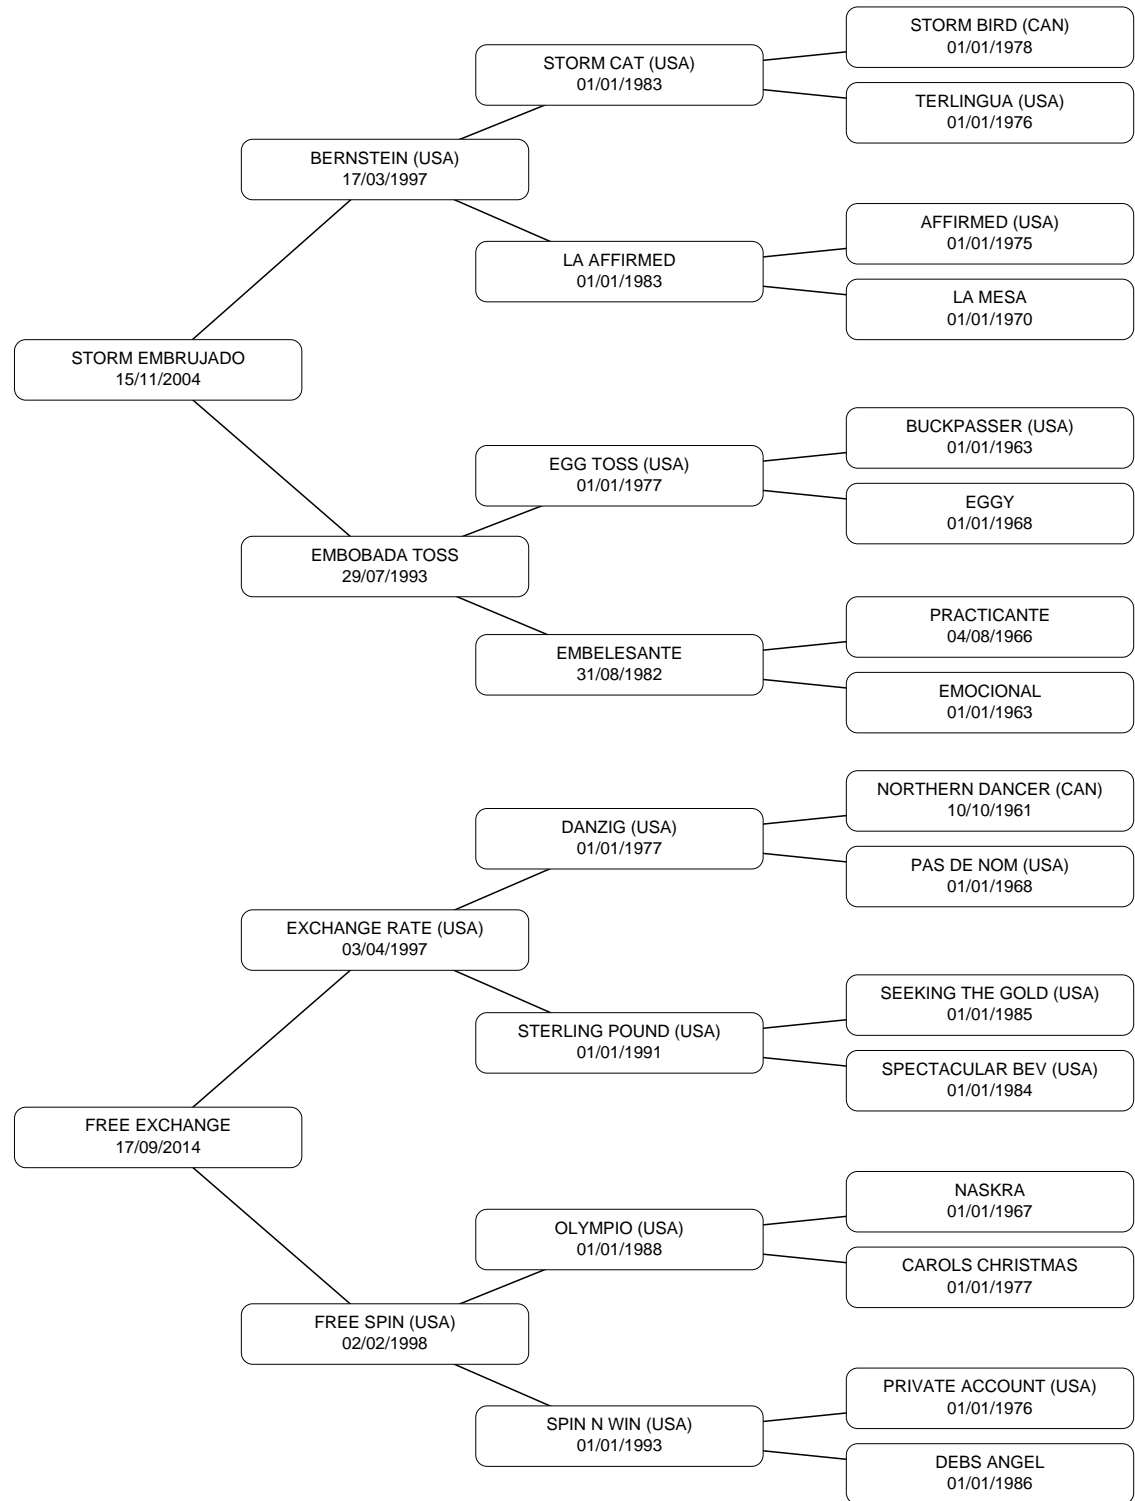 STORM BIRD (CAN)
01/01/1978
STORM CAT (USA)
01/01/1983
TERLINGUA (USA)
01/01/1976
BERNSTEIN (USA)
17/03/1997
AFFIRMED (USA)
01/01/1975
LA AFFIRMED
01/01/1983
LA MESA
01/01/1970
STORM EMBRUJADO
15/11/2004
BUCKPASSER (USA)
01/01/1963
EGG TOSS (USA)
01/01/1977
EGGY
01/01/1968
EMBOBADA TOSS
29/07/1993
PRACTICANTE
04/08/1966
EMBELESANTE
31/08/1982
EMOCIONAL
01/01/1963
NORTHERN DANCER (CAN)
10/10/1961
DANZIG (USA)
01/01/1977
PAS DE NOM (USA)
01/01/1968
EXCHANGE RATE (USA)
03/04/1997
SEEKING THE GOLD (USA)
01/01/1985
STERLING POUND (USA)
01/01/1991
SPECTACULAR BEV (USA)
01/01/1984
FREE EXCHANGE
17/09/2014
NASKRA
01/01/1967
OLYMPIO (USA)
01/01/1988
CAROLS CHRISTMAS
01/01/1977
FREE SPIN (USA)
02/02/1998
PRIVATE ACCOUNT (USA)
01/01/1976
SPIN N WIN (USA)
01/01/1993
DEBS ANGEL
01/01/1986